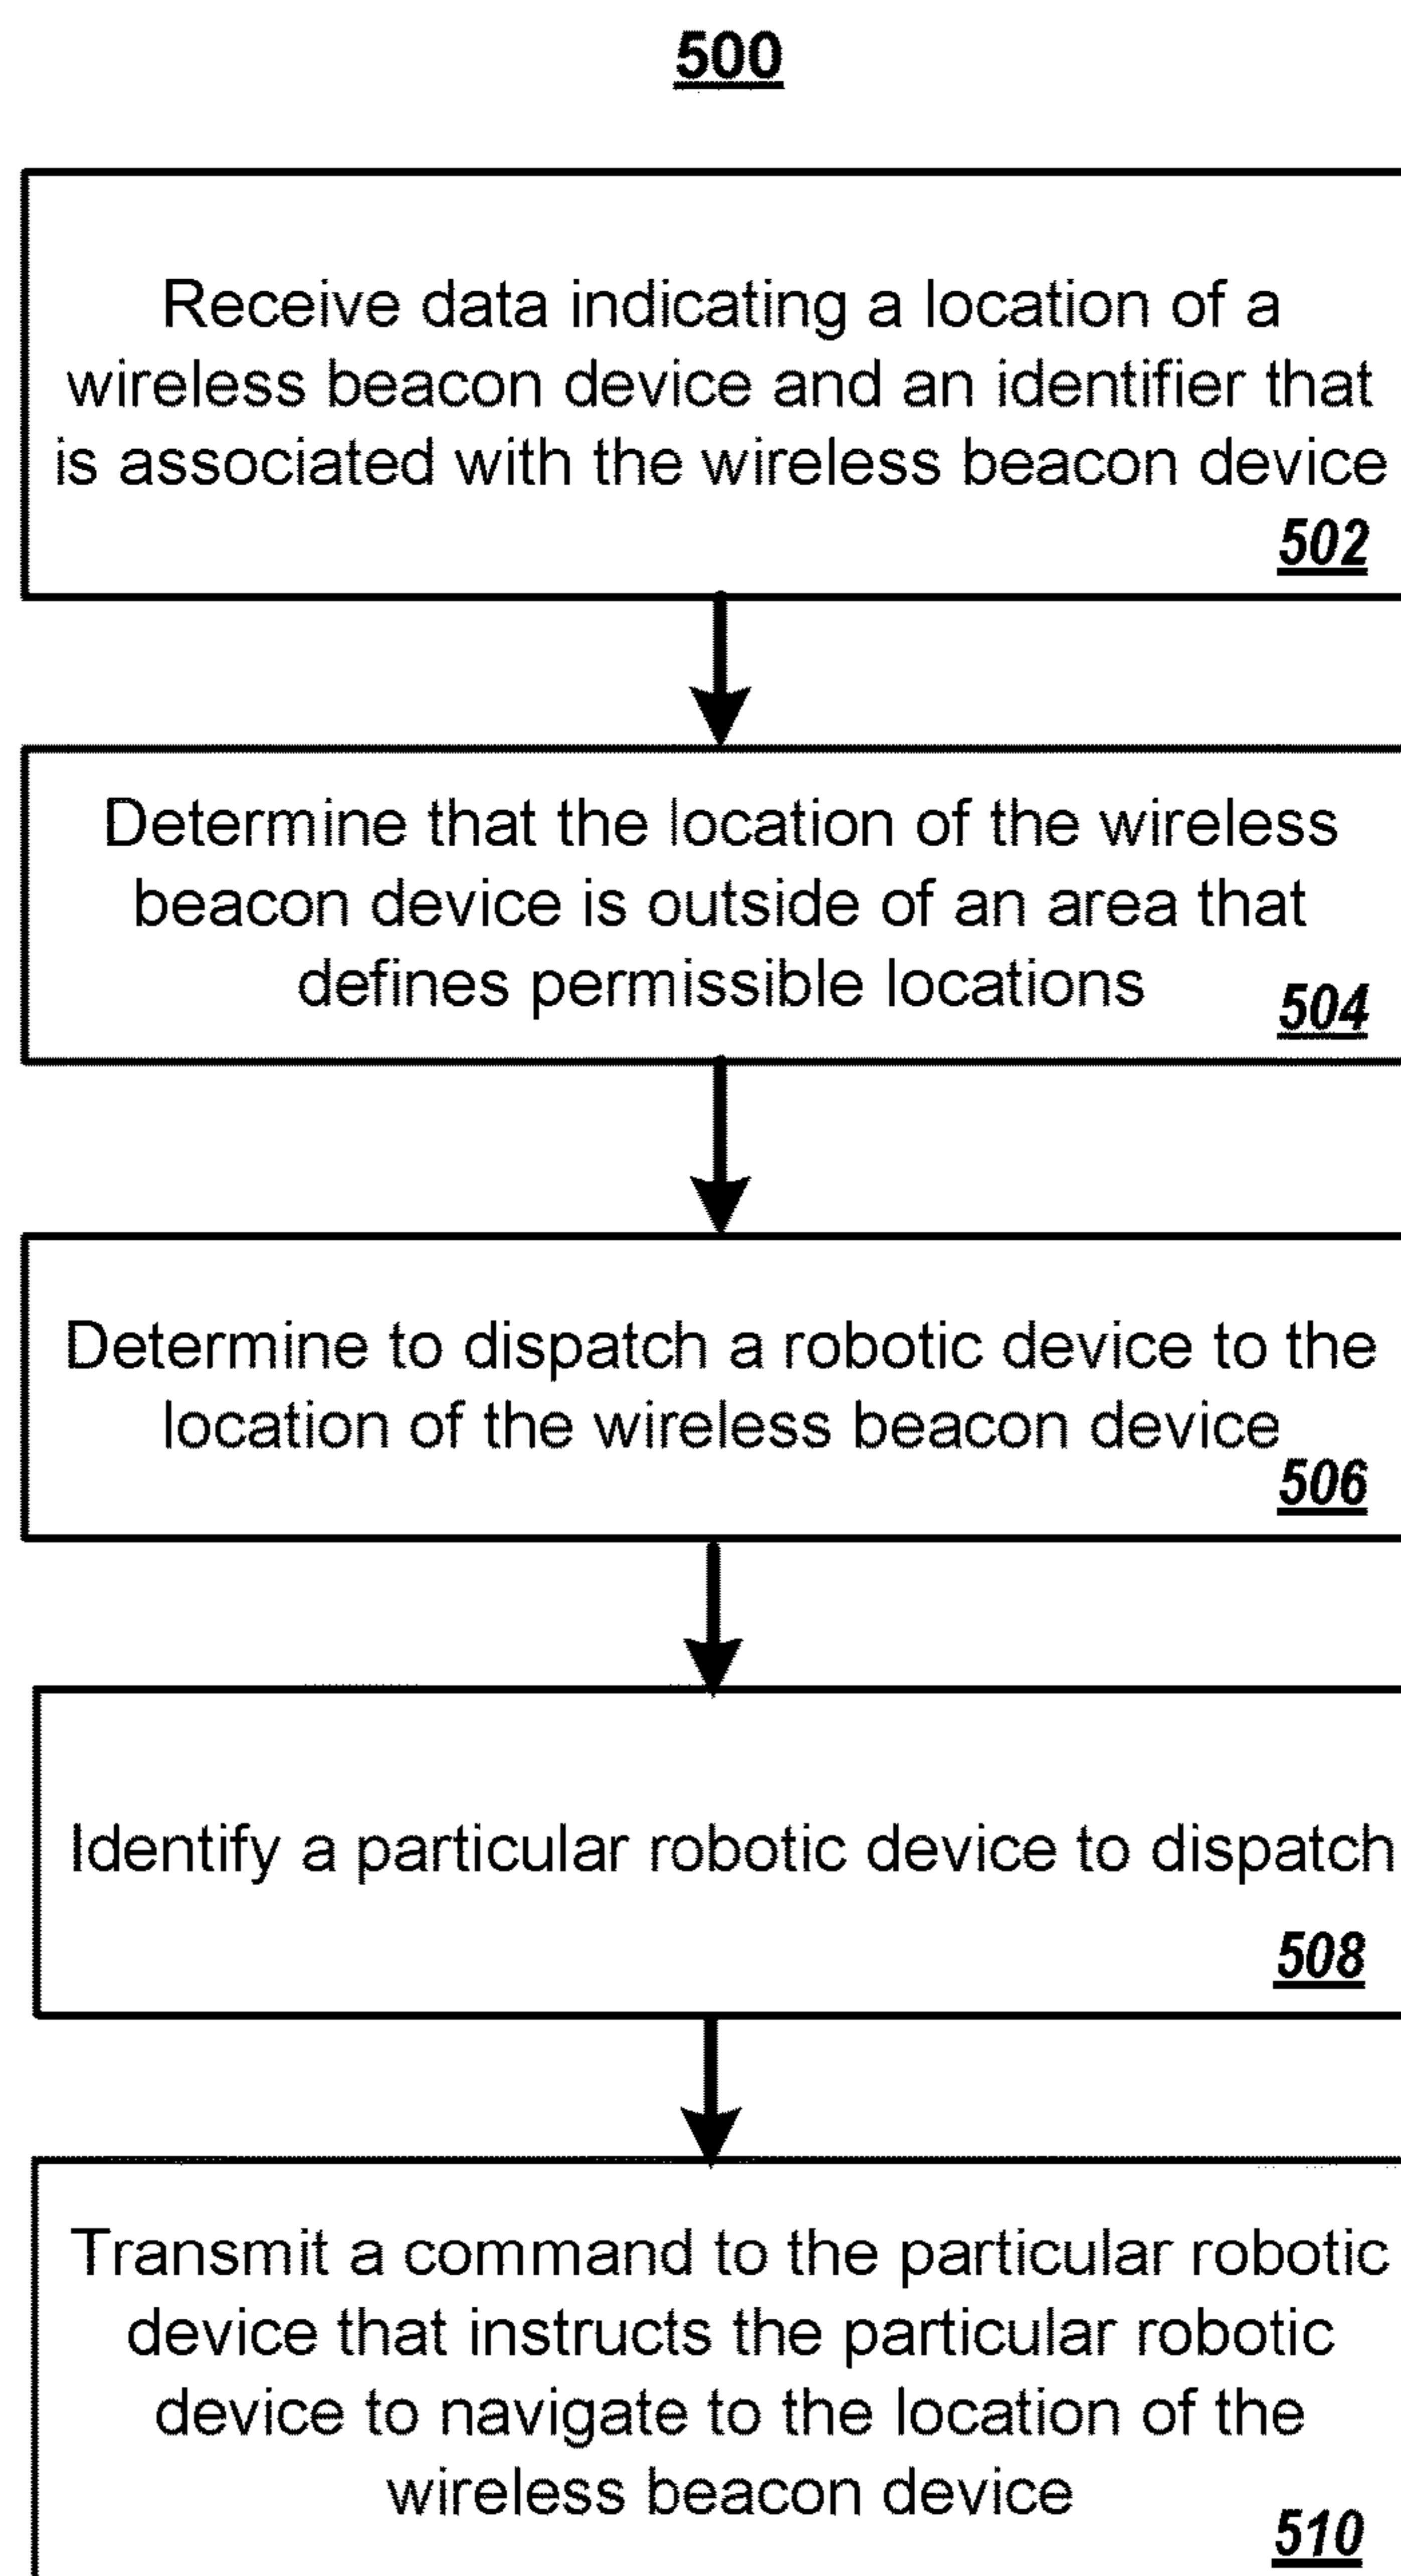 500
Receive data indicating a location of a
wireless beacon device and an identifier that
is associated with the wireless beacon device
502
Determine that the location of the wireless
beacon device is outside of an area that
defines permissible locations
504
Determine to dispatch a robotic device to the
location of the wireless beacon device
506
Identify a particular robotic device to dispatch
508
Transmit a command to the particular robotic
device that instructs the particular robotic
device to navigate to the location of the
wireless beacon device
510